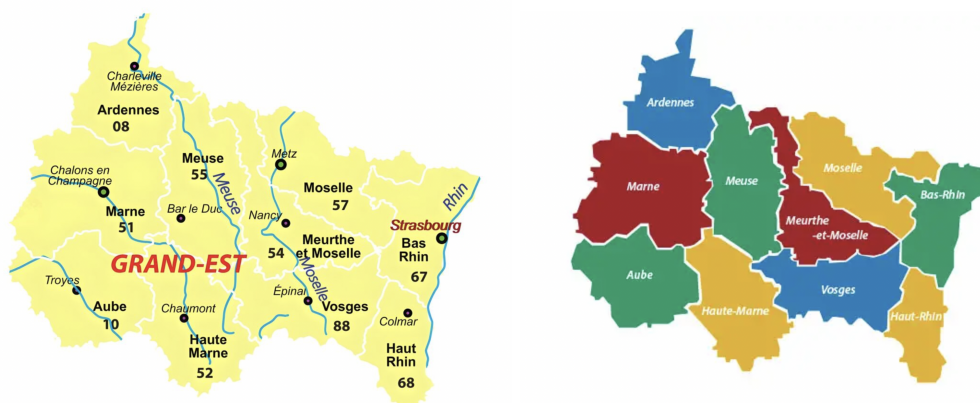 Charleville
Mézières
Ardennes
08
Chalons en
Champagne
Marne
51
Meuse
55
Meuse
Bar le Duc
Metz
Moselle
57
Nancy
54
Meurthe
et Moselle
Moselle
Rhin
Strasbourg
Bas
Rhin
67
GRAND-EST
Troyes
Aube
10
Chaumont
Haute
Marne
52
Épinal
Vosges
88
Colmar
Haut
Rhin
68
Ardennes
Marne
Meuse
Moselle
Bas-Rhin
Meurthe
-et-Moselle
Aube
Haute-Marne
Vosges
Haut-Rhin